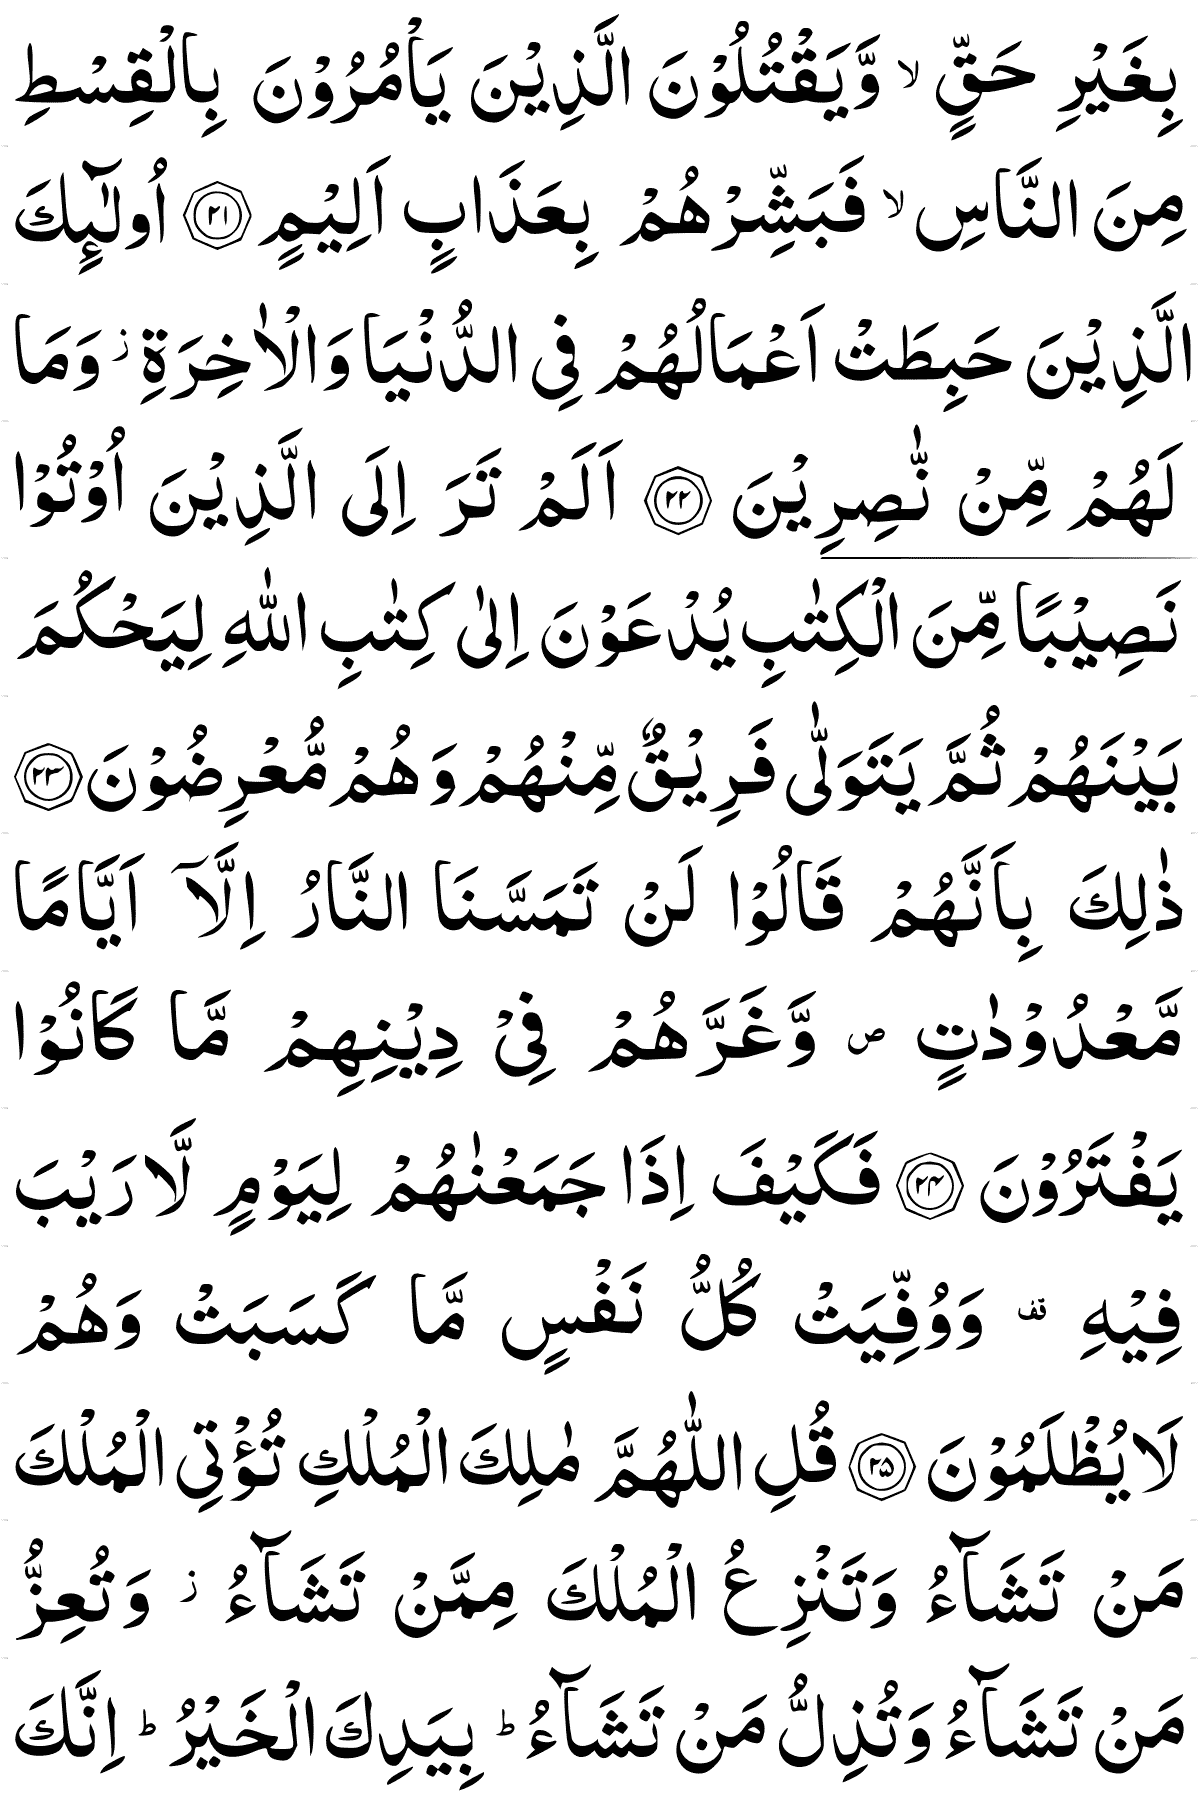 بِغَيْرِ حَقٍّ ۙ وَّيَقْتُلُوْنَ الَّذِيْنَ يَاْمُرُوْنَ بِالْقِسْطِ
مِنَ النَّاسِ ۙ فَبَشِّرْهُمْ بِعَذَابٍ اَلِيْمٍ ﴿۲۱﴾ اُولٰٓئِكَ
الَّذِيْنَ حَبِطَتْ اَعْمَالُهُمْ فِى الدُّنْيَا وَالْاٰخِرَةِ ز وَمَا
لَهُمْ مِّنْ نّٰصِرِيْنَ ﴿۲۲﴾ اَلَمْ تَرَ اِلَى الَّذِيْنَ اُوْتُوْا
نَصِيْبًا مِّنَ الْكِتٰبِ يُدْعَوْنَ اِلٰى كِتٰبِ اللّٰهِ لِيَحْكُمَ
بَيْنَهُمْ ثُمَّ يَتَوَلّٰى فَرِيْقٌ مِّنْهُمْ وَهُمْ مُّعْرِضُوْنَ ﴿۲۳﴾
ذٰلِكَ بِاَنَّهُمْ قَالُوْا لَنْ تَمَسَّنَا النَّارُ اِلَّآ اَيَّامًا
مَّعْدُوْدٰتٍ ص وَّغَرَّهُمْ فِىْ دِيْنِهِمْ مَّا كَانُوْا
يَفْتَرُوْنَ ﴿۲۴﴾ فَكَيْفَ اِذَا جَمَعْنٰهُمْ لِيَوْمٍ لَّا رَيْبَ
فِيْهِ قف وَوُفِّيَتْ كُلُّ نَفْسٍ مَّا كَسَبَتْ وَهُمْ
لَا يُظْلَمُوْنَ ﴿۲۵﴾ قُلِ اللّٰهُمَّ مٰلِكَ الْمُلْكِ تُؤْتِى الْمُلْكَ
مَنْ تَشَآءُ وَتَنْزِعُ الْمُلْكَ مِمَّنْ تَشَآءُ ز وَتُعِزُّ
مَنْ تَشَآءُ وَتُذِلُّ مَنْ تَشَآءُ ؕ بِيَدِكَ الْخَيْرُ ؕ اِنَّكَ